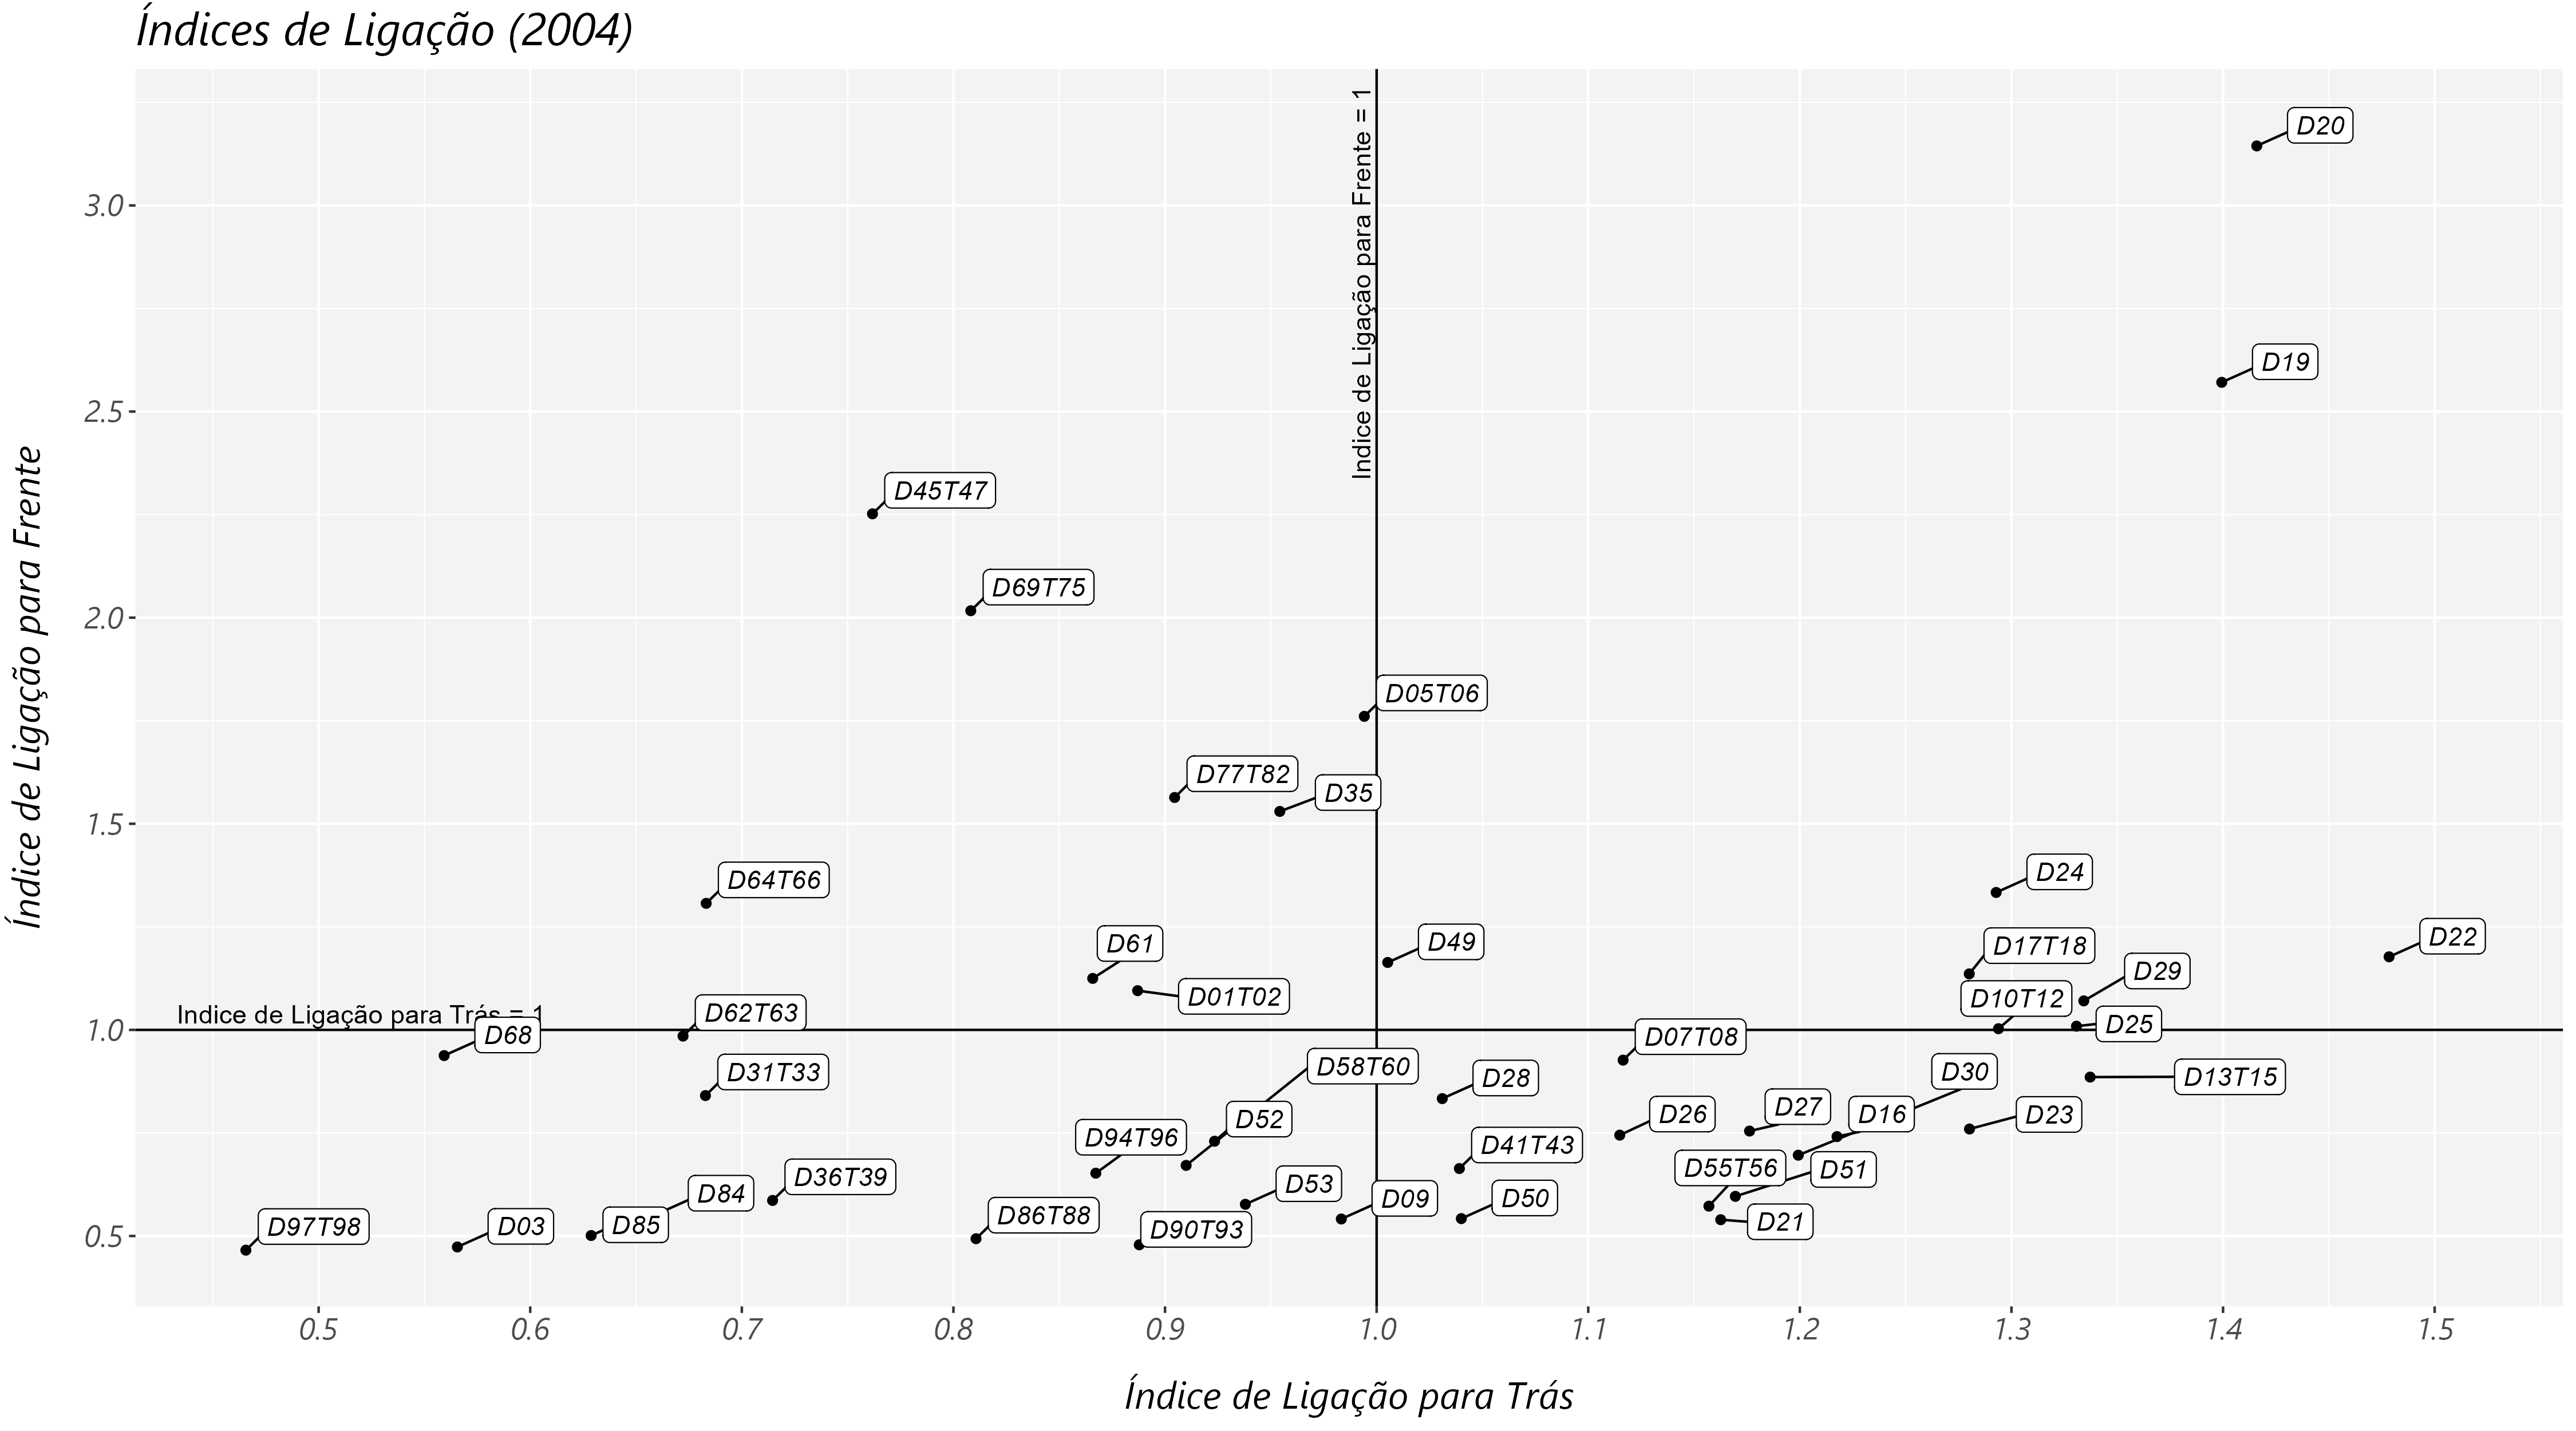 Índices de Ligação (2004)
Índice de Ligação para Frente
3.0
2.5
2.0
1.5
1.0
0.5
Indice de Ligação para Frente = 1
Indice de Ligação para Trás = 1
D20
D19
D45T47
D69T75
D05T06
D77T82
D35
D64T66
D24
D61
D49
D17T18
D22
D29
D01T02
D10T12
D62T63
D25
D68
D07T08
D58T60
D31T33
D28
D30
D13T15
D52
D26
D27
D16
D23
D94T96
D41T43
D36T39
D55T56
D51
D84
D53
D09
D50
D86T88
D21
D97T98
D03
D85
D90T93
0.5
0.6
0.7
0.8
0.9
1.0
1.1
1.2
1.3
1.4
1.5
Índice de Ligação para Trás